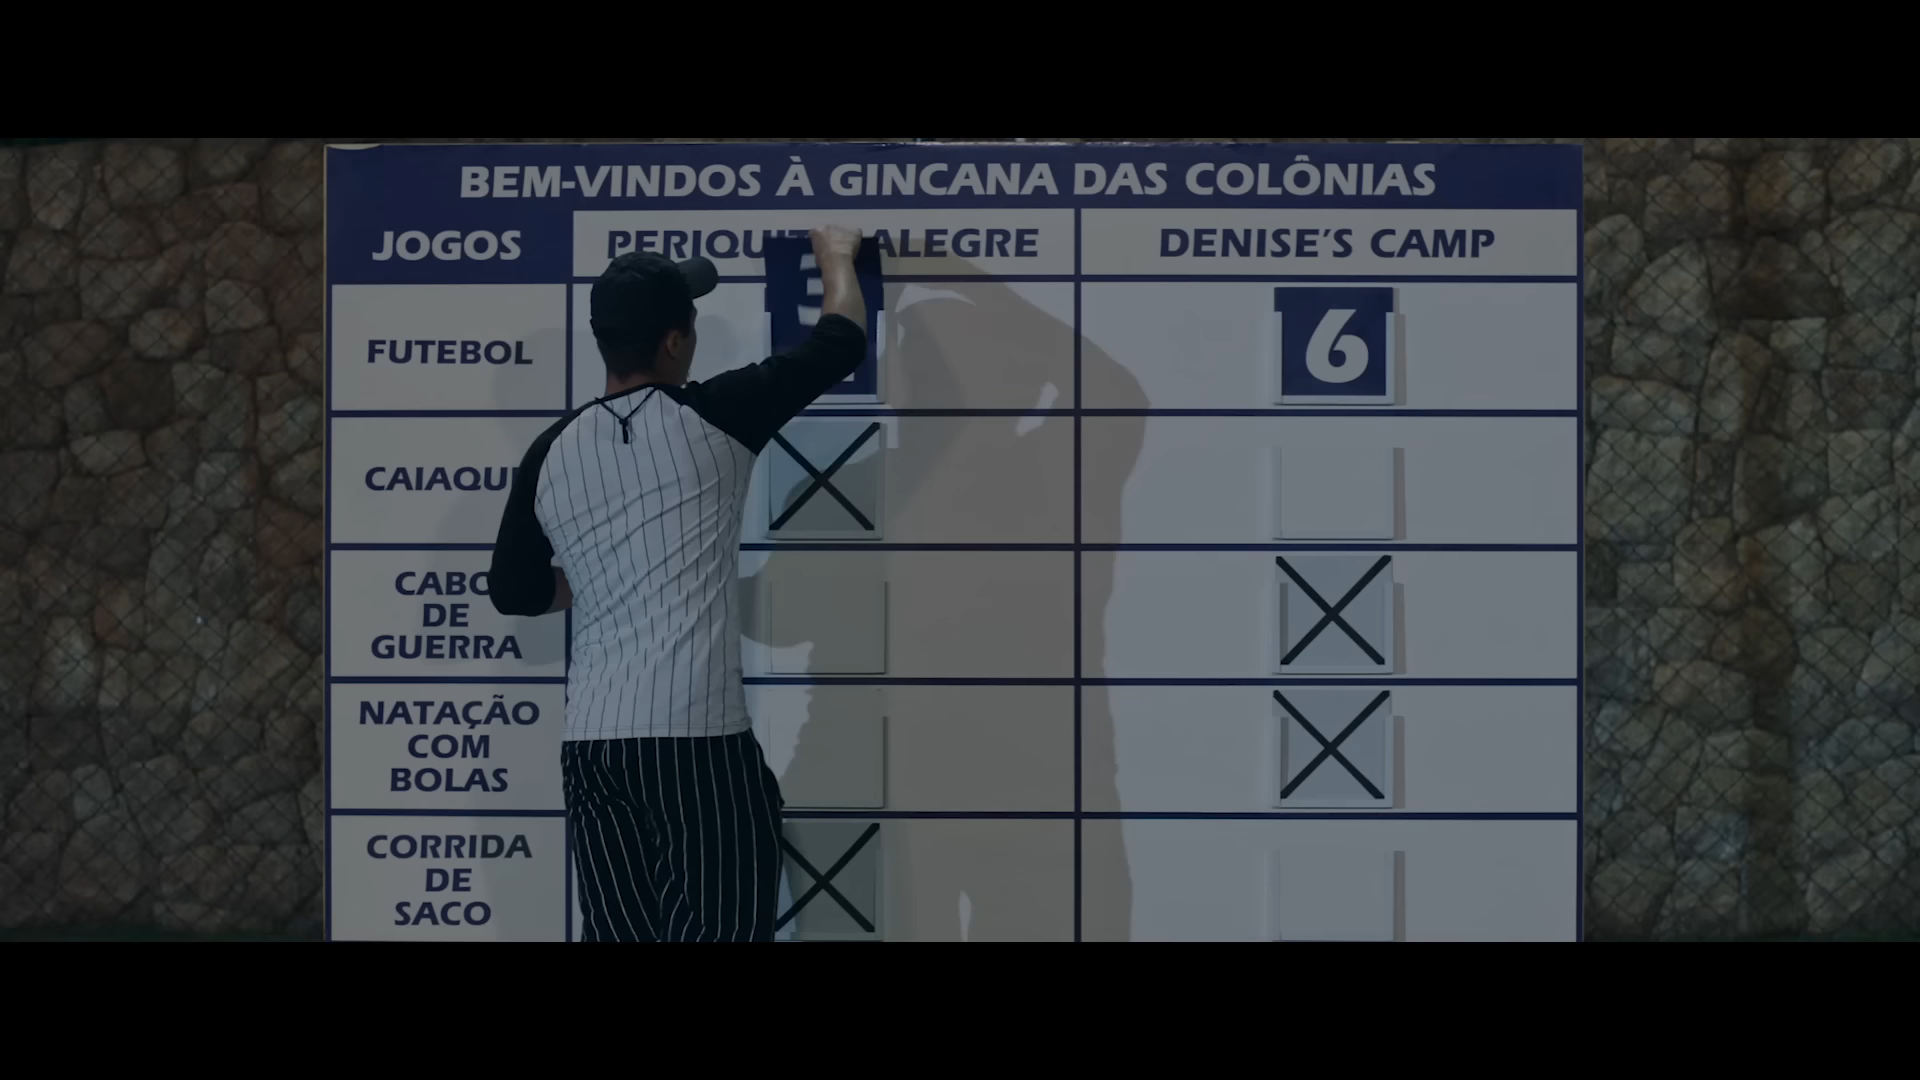 BEM-VINDOS À GINCANA DAS COLÔNIAS
JOGOS
ALEGRE
DENISE'S CAMP
FUTEBOL
6
CABO
DE
GUERRA
NATAÇÃO
COM
BOLAS
CORRIDA
DE
SACO